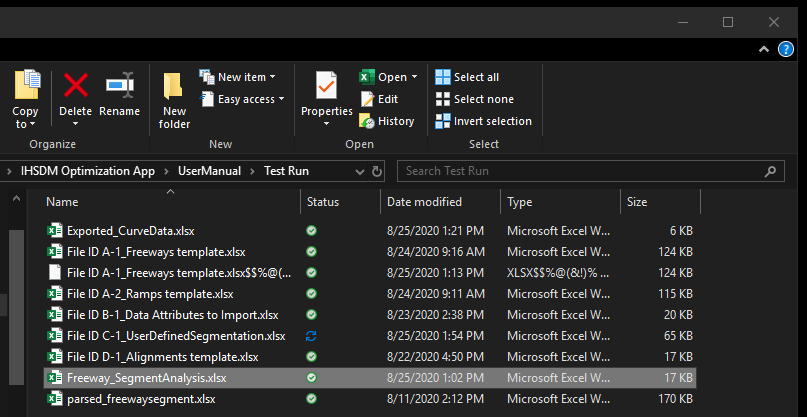 New item
Open
Select all
Easy access
Edit
Select none
Copy to
Delete
Rename
New folder
Properties
History
Invert selection
Organize
New
Open
Select
IHSDM Optimization App > UserManual > Test Run
Search Test Run
Name Status Date modified Type Size
Exported_CurveData.xlsx 8/25/2020 1:21 PM Microsoft Excel W... 6 KB
File ID A-1_Freeways template.xlsx 8/24/2020 9:16 AM Microsoft Excel W... 124 KB
File ID A-1_Freeways template.xlsx$$%@(... 8/25/2020 1:13 PM XLSX$$%@(&!)% ... 124 KB
File ID A-2_Ramps template.xlsx 8/24/2020 9:11 AM Microsoft Excel W... 115 KB
File ID B-1_Data Attributes to Import.xlsx 8/23/2020 2:38 PM Microsoft Excel W... 20 KB
File ID C-1_UserDefinedSegmentation.xlsx 8/25/2020 1:54 PM Microsoft Excel W... 65 KB
File ID D-1_Alignments template.xlsx 8/22/2020 4:50 PM Microsoft Excel W... 17 KB
Freeway_SegmentAnalysis.xlsx 8/25/2020 1:02 PM Microsoft Excel W... 17 KB
parsed_freewaysegment.xlsx 8/11/2020 2:12 PM Microsoft Excel W... 170 KB